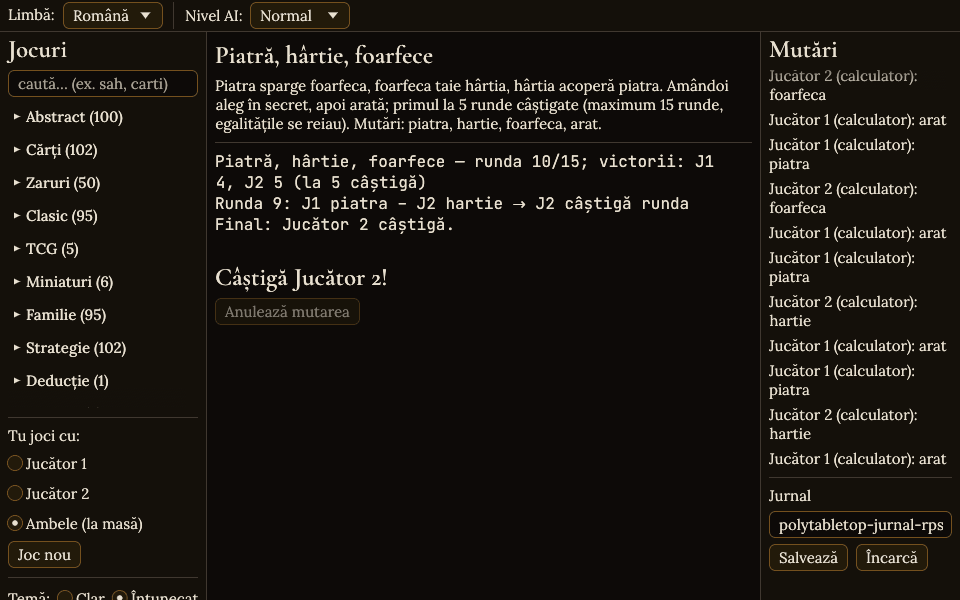 Limbă: Română ▼ Nivel AI: Normal ▼
Jocuri
caută... (ex. sah, carti)
▸ Abstract (100)
▸ Cărți (102)
▸ Zaruri (50)
▸ Clasic (95)
▸ TCG (5)
▸ Miniaturi (6)
▸ Familie (95)
▸ Strategie (102)
▸ Deducție (1)
Tu joci cu:
Jucător 1
Jucător 2
Ambele (la masă)
Joc nou
Temă: Clar Întunecat
Piatră, hârtie, foarfece
Piatra sparge foarfeca, foarfeca taie hârtia, hârtia acoperă piatra. Amândoi
aleg în secret, apoi arată; primul la 5 runde câștigate (maximum 15 runde,
egalitățile se reiau). Mutări: piatra, hartie, foarfeca, arat.
Piatră, hârtie, foarfece — runda 10/15; victorii: J1
4, J2 5 (la 5 câștigă)
Runda 9: J1 piatra – J2 hartie → J2 câștigă runda
Final: Jucător 2 câștigă.
Câștigă Jucător 2!
Anulează mutarea
Mutări
Jucător 2 (calculator):
foarfeca
Jucător 1 (calculator): arat
Jucător 1 (calculator):
piatra
Jucător 2 (calculator):
foarfeca
Jucător 1 (calculator): arat
Jucător 1 (calculator):
piatra
Jucător 2 (calculator):
hartie
Jucător 1 (calculator): arat
Jucător 1 (calculator):
piatra
Jucător 2 (calculator):
hartie
Jucător 1 (calculator): arat
Jurnal
polytabletop-jurnal-rps
Salvează Încarcă